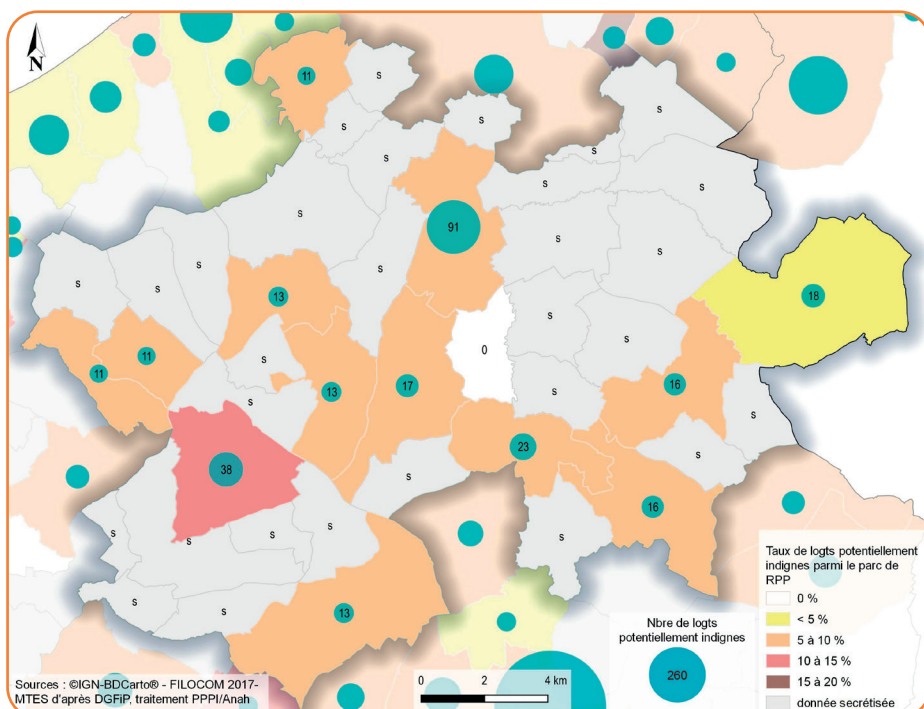 N
11
S
S
S
S
S
S
S
S
91
S
S
S
S
S
S
S
13
18
S
S
0
11
S
11
13
17
16
S
S
S
23
S
38
S
S
16
S
S
S
S
S
S
S
13
Taux de logts potentiellement
indignes parmi le parc de
RPP
0 %
< 5 %
5 à 10 %
10 à 15 %
15 à 20 %
donnée secrétisée
Nbre de logts
potentiellement indignes
260
0 2 4 km
Sources : ©IGN-BDCarto® - FILOCOM 2017-
MTES d'après DGFiP, traitement PPPI/Anah